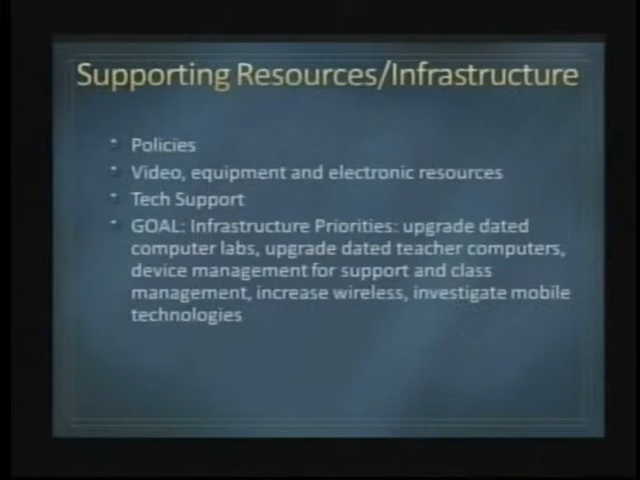 Supporting Resources/Infrastructure
Policies
Video, equipment and electronic resources
Tech Support
GOAL: Infrastructure Priorities: upgrade dated
computer labs, upgrade dated teacher computers,
device management for support and class
management, increase wireless, investigate mobile
technologies